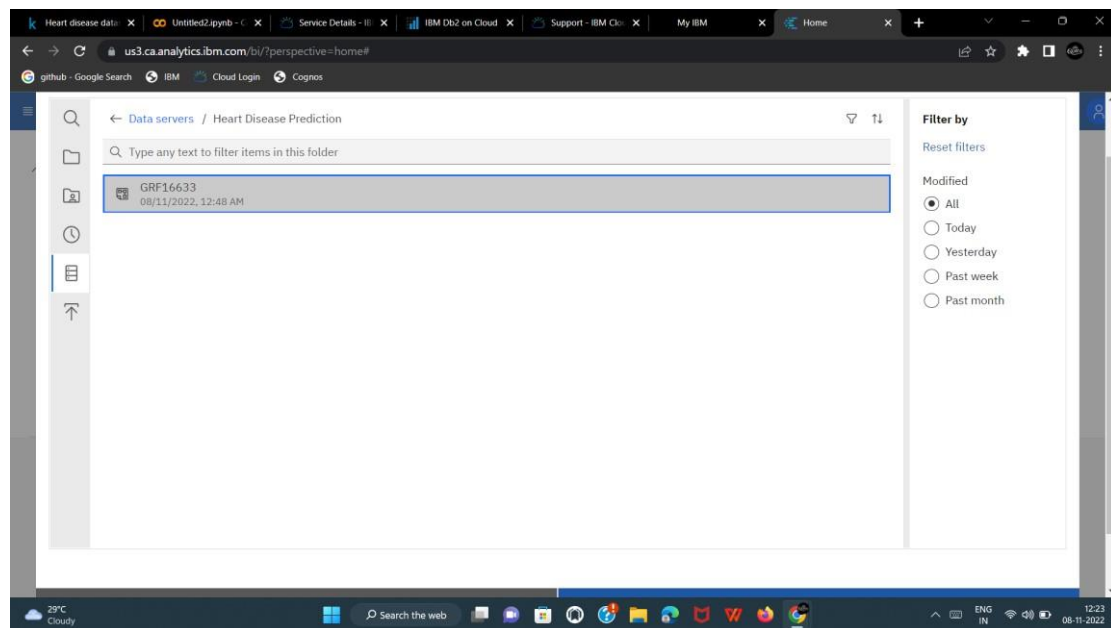 Heart disease data
Untitled2.ipynb - C
Service Details - IB
IBM Db2 on Cloud
Support - IBM Clou
My IBM
Home
us3.ca.analytics.ibm.com/bi/?perspective=home#
github - Google Search
IBM
Cloud Login
Cognos
Data servers / Heart Disease Prediction
Type any text to filter items in this folder
GRF16633
08/11/2022, 12:48 AM
Filter by
Reset filters
Modified
All
Today
Yesterday
Past week
Past month
29°C
Cloudy
Search the web
ENG
IN
12:23
08-11-2022